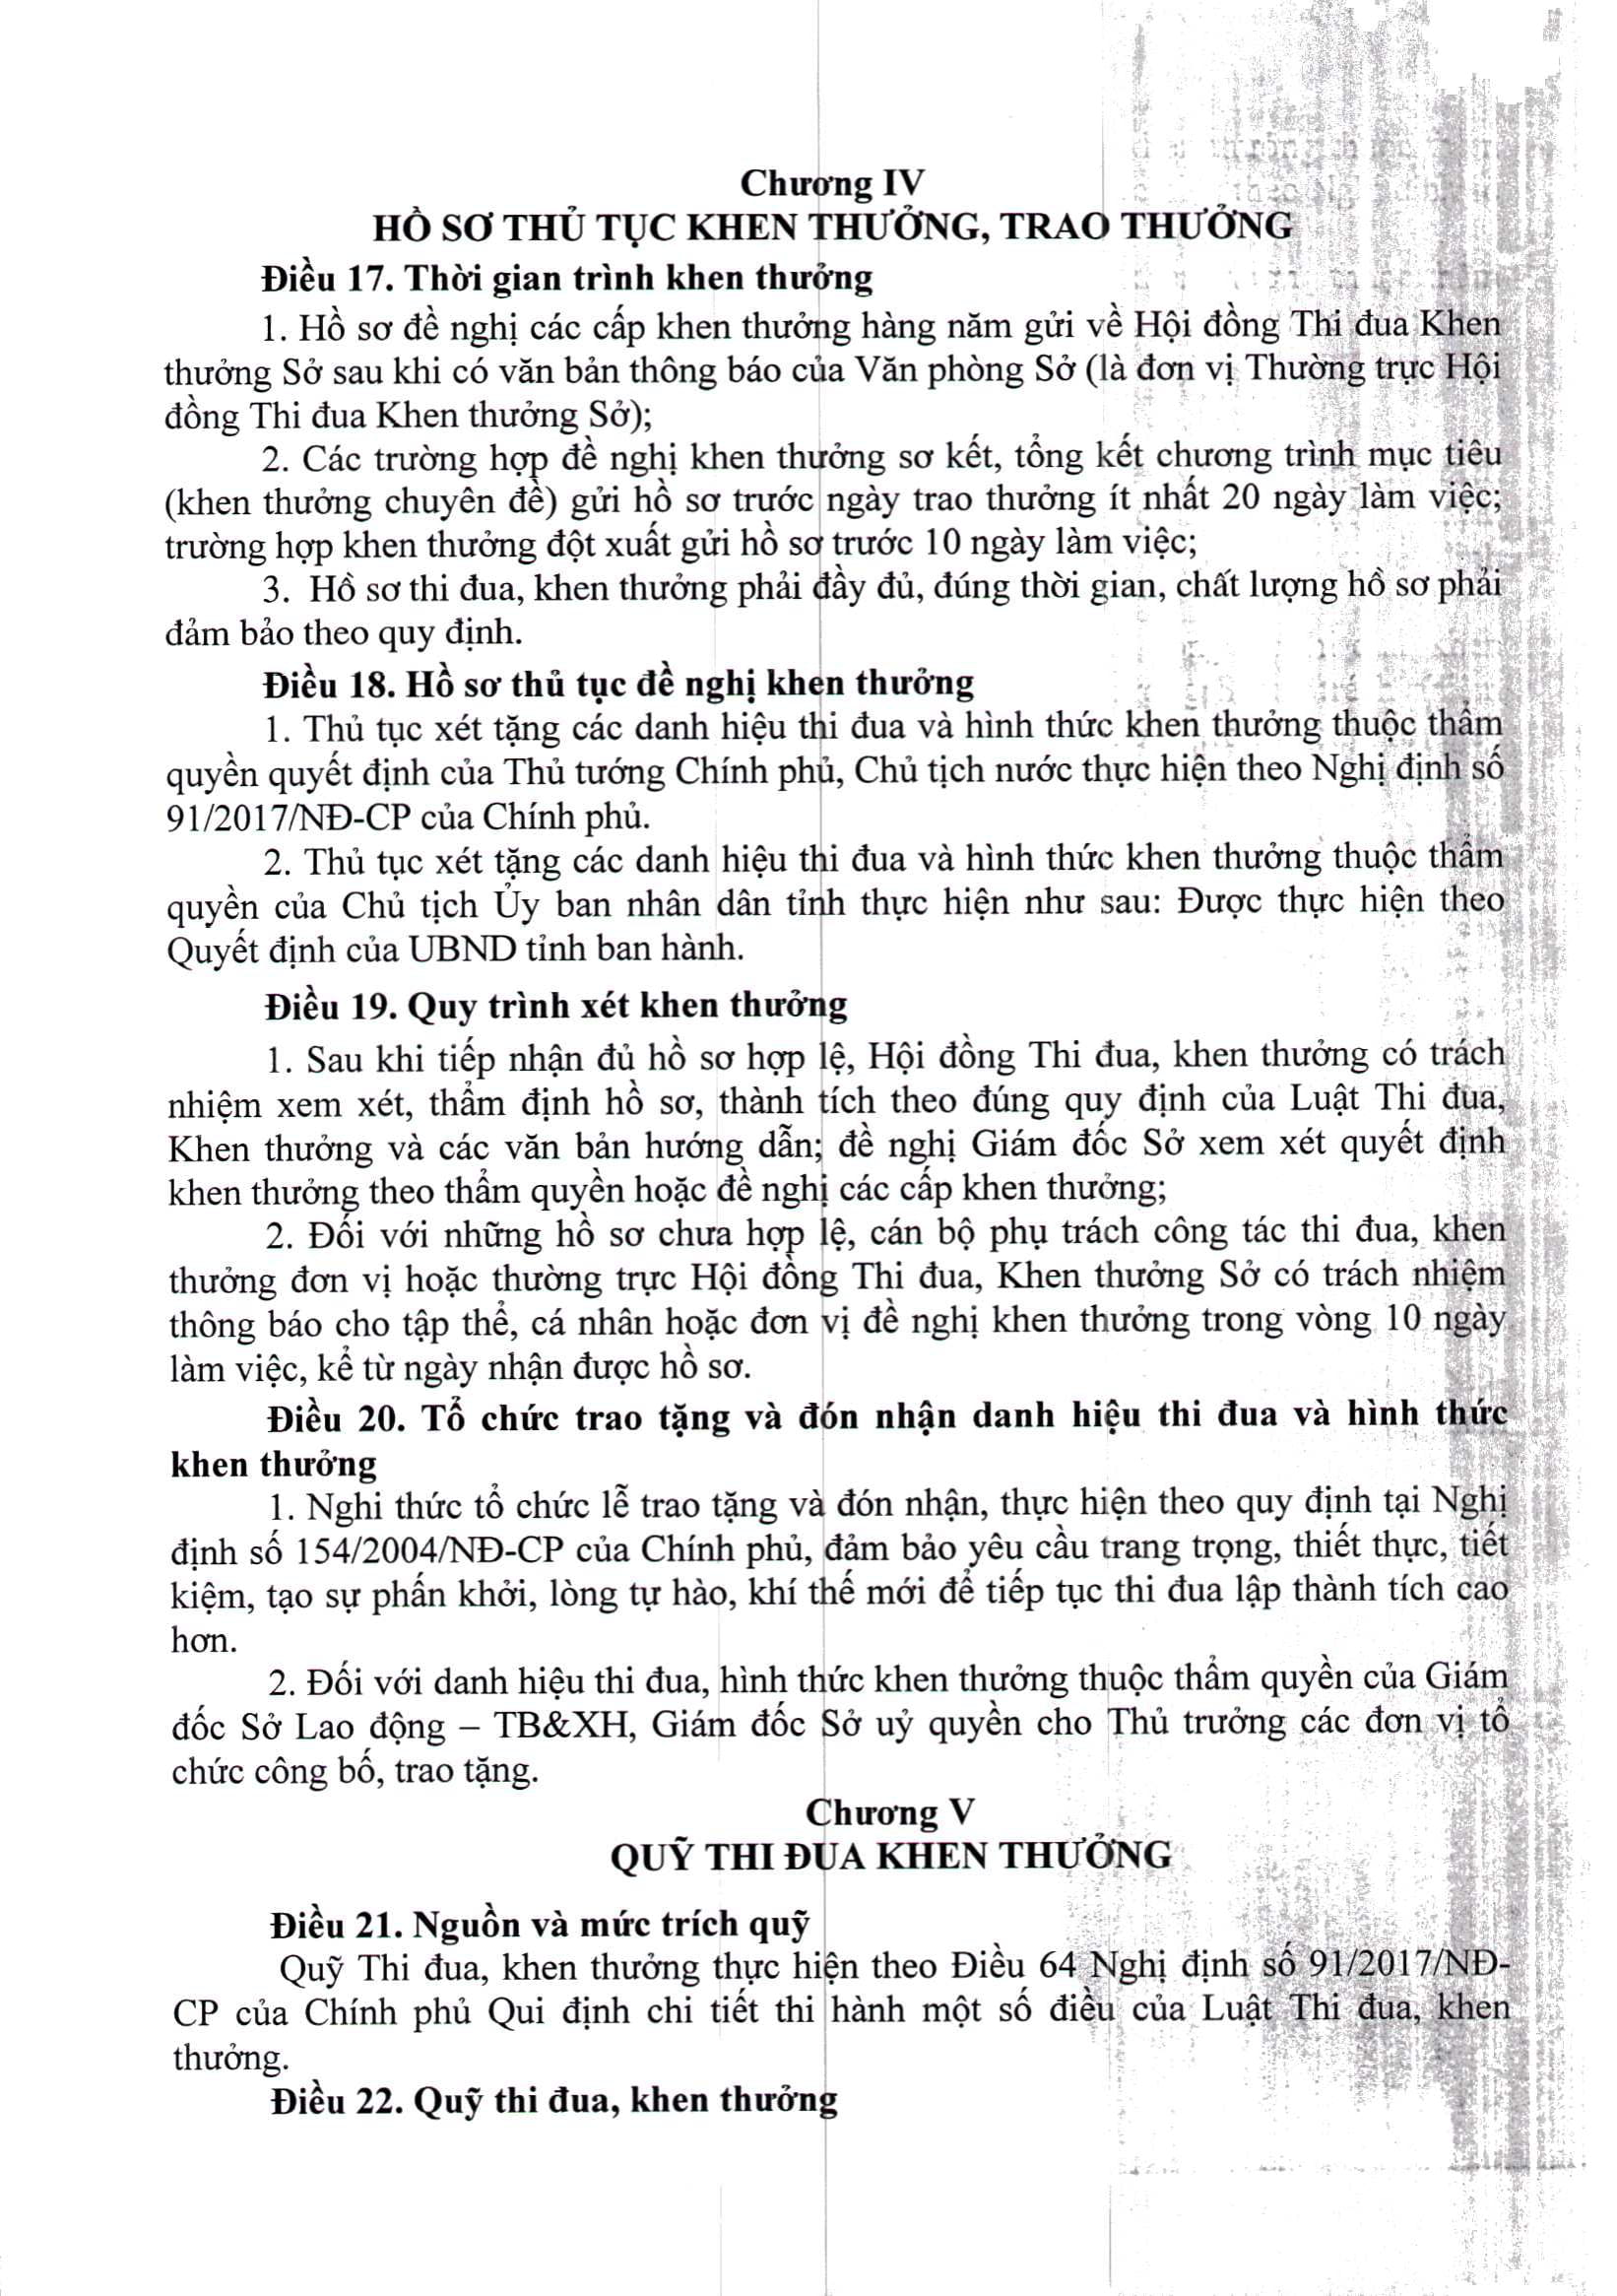 Chương IV
HỒ SƠ THỦ TỤC KHEN THƯỞNG, TRAO THƯỞNG
Điều 17. Thời gian trình khen thưởng
1. Hồ sơ đề nghị các cấp khen thưởng hàng năm gửi về Hội đồng Thi đua Khen
thưởng Sở sau khi có văn bản thông báo của Văn phòng Sở (là đơn vị Thường trực Hội
đồng Thi đua Khen thưởng Sở);
2. Các trường hợp đề nghị khen thưởng sơ kết, tổng kết chương trình mục tiêu
(khen thưởng chuyên đề) gửi hồ sơ trước ngày trao thưởng ít nhất 20 ngày làm việc;
trường hợp khen thưởng đột xuất gửi hồ sơ trước 10 ngày làm việc;
3. Hồ sơ thi đua, khen thưởng phải đầy đủ, đúng thời gian, chất lượng hồ sơ phải
đảm bảo theo quy định.
Điều 18. Hồ sơ thủ tục đề nghị khen thưởng
1. Thủ tục xét tặng các danh hiệu thi đua và hình thức khen thưởng thuộc thẩm
quyền quyết định của Thủ tướng Chính phủ, Chủ tịch nước thực hiện theo Nghị định số
91/2017/NĐ-CP của Chính phủ.
2. Thủ tục xét tặng các danh hiệu thi đua và hình thức khen thưởng thuộc thẩm
quyền của Chủ tịch Ủy ban nhân dân tỉnh thực hiện như sau: Được thực hiện theo
Quyết định của UBND tỉnh ban hành.
Điều 19. Quy trình xét khen thưởng
1. Sau khi tiếp nhận đủ hồ sơ hợp lệ, Hội đồng Thi đua, khen thưởng có trách
nhiệm xem xét, thẩm định hồ sơ, thành tích theo đúng quy định của Luật Thi đua,
Khen thưởng và các văn bản hướng dẫn; đề nghị Giám đốc Sở xem xét quyết định
khen thưởng theo thẩm quyền hoặc đề nghị các cấp khen thưởng;
2. Đối với những hồ sơ chưa hợp lệ, cán bộ phụ trách công tác thi đua, khen
thưởng đơn vị hoặc thường trực Hội đồng Thi đua, Khen thưởng Sở có trách nhiệm
thông báo cho tập thể, cá nhân hoặc đơn vị đề nghị khen thưởng trong vòng 10 ngày
làm việc, kể từ ngày nhận được hồ sơ.
Điều 20. Tổ chức trao tặng và đón nhận danh hiệu thi đua và hình thức
khen thưởng
1. Nghi thức tổ chức lễ trao tặng và đón nhận, thực hiện theo quy định tại Nghị
định số 154/2004/NĐ-CP của Chính phủ, đảm bảo yêu cầu trang trọng, thiết thực, tiết
kiệm, tạo sự phấn khởi, lòng tự hào, khí thế mới để tiếp tục thi đua lập thành tích cao
hơn.
2. Đối với danh hiệu thi đua, hình thức khen thưởng thuộc thẩm quyền của Giám
đốc Sở Lao động – TB&XH, Giám đốc Sở uỷ quyền cho Thủ trưởng các đơn vị tổ
chức công bố, trao tặng.
Chương V
QUỸ THI ĐUA KHEN THƯỞNG
Điều 21. Nguồn và mức trích quỹ
Quỹ Thi đua, khen thưởng thực hiện theo Điều 64 Nghị định số 91/2017/NĐ-
CP của Chính phủ Qui định chi tiết thi hành một số điều của Luật Thi đua, khen
thưởng.
Điều 22. Quỹ thi đua, khen thưởng